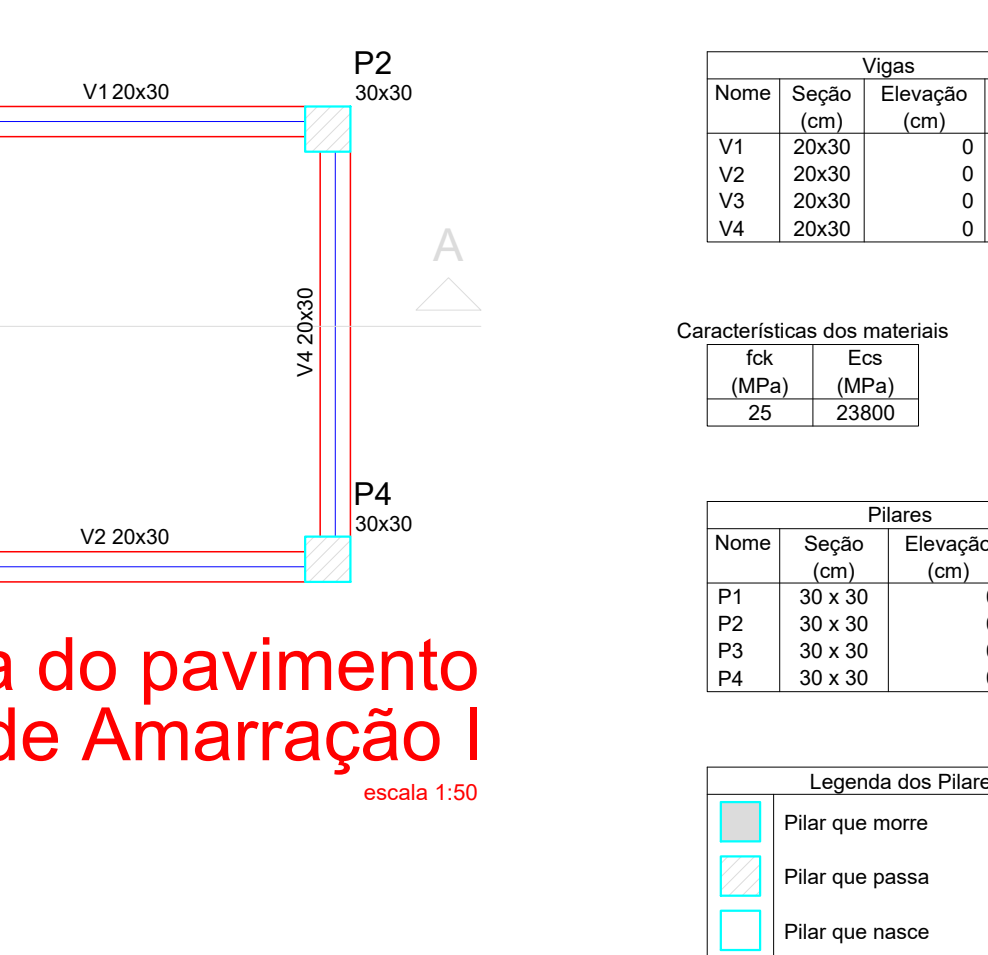 P2
30x30
V1 20x30
A
V4 20x30
P4
30x30
V2 20x30
do pavimento
de Amarração I
escala 1:50
Vigas
Nome Seção (cm) Elevação (cm)
V1 20x30 0
V2 20x30 0
V3 20x30 0
V4 20x30 0
Características dos materiais
fck (MPa) Ecs (MPa)
25 23800
Pilares
Nome Seção (cm) Elevação (cm)
P1 30 x 30
P2 30 x 30
P3 30 x 30
P4 30 x 30
Legenda dos
Pilar que morre
Pilar que passa
Pilar que nasce